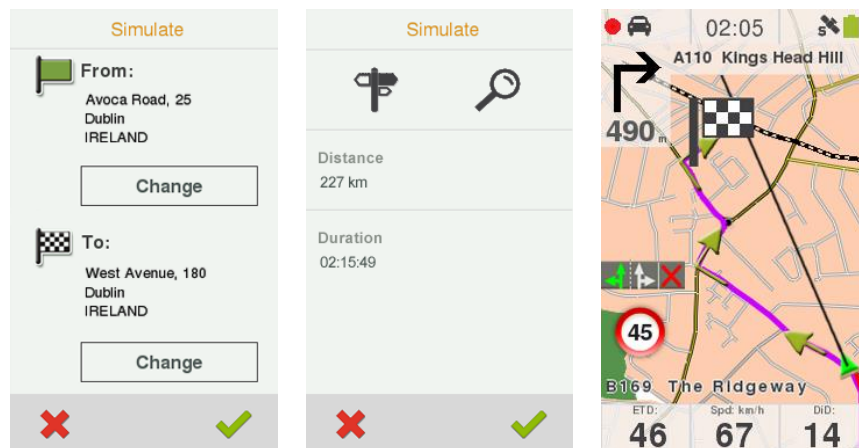 Simulate
From:
Avoca Road, 25
Dublin
IRELAND
Change
To:
West Avenue, 180
Dublin
IRELAND
Change
Simulate
Distance
227 km
Duration
02:15:49
02:05
S
A110 Kings Head Hill
490 m
45
B169 The Ridgeway
ETD:
46
Spd: km/h
67
DiD:
14